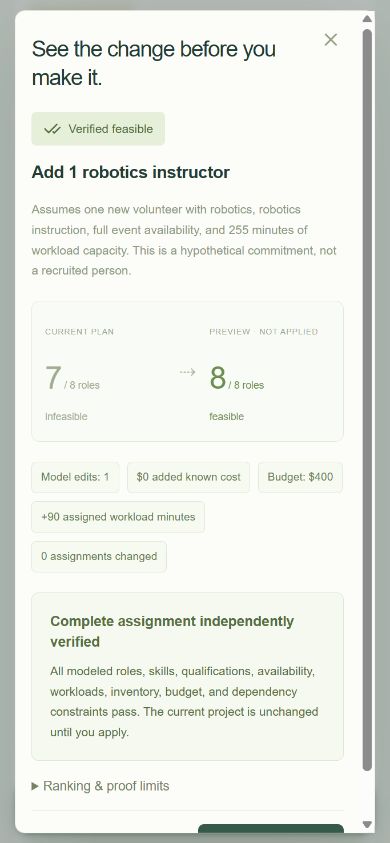 See the change before you
make it.
Verified feasible
Add 1 robotics instructor
Assumes one new volunteer with robotics, robotics
instruction, full event availability, and 255 minutes of
workload capacity. This is a hypothetical commitment, not
a recruited person.
CURRENT PLAN
7 / 8 roles
Infeasible
PREVIEW · NOT APPLIED
8 / 8 roles
feasible
Model edits: 1
$0 added known cost
Budget: $400
+90 assigned workload minutes
0 assignments changed
Complete assignment independently
verified
All modeled roles, skills, qualifications, availability,
workloads, inventory, budget, and dependency
constraints pass. The current project is unchanged
until you apply.
Ranking & proof limits